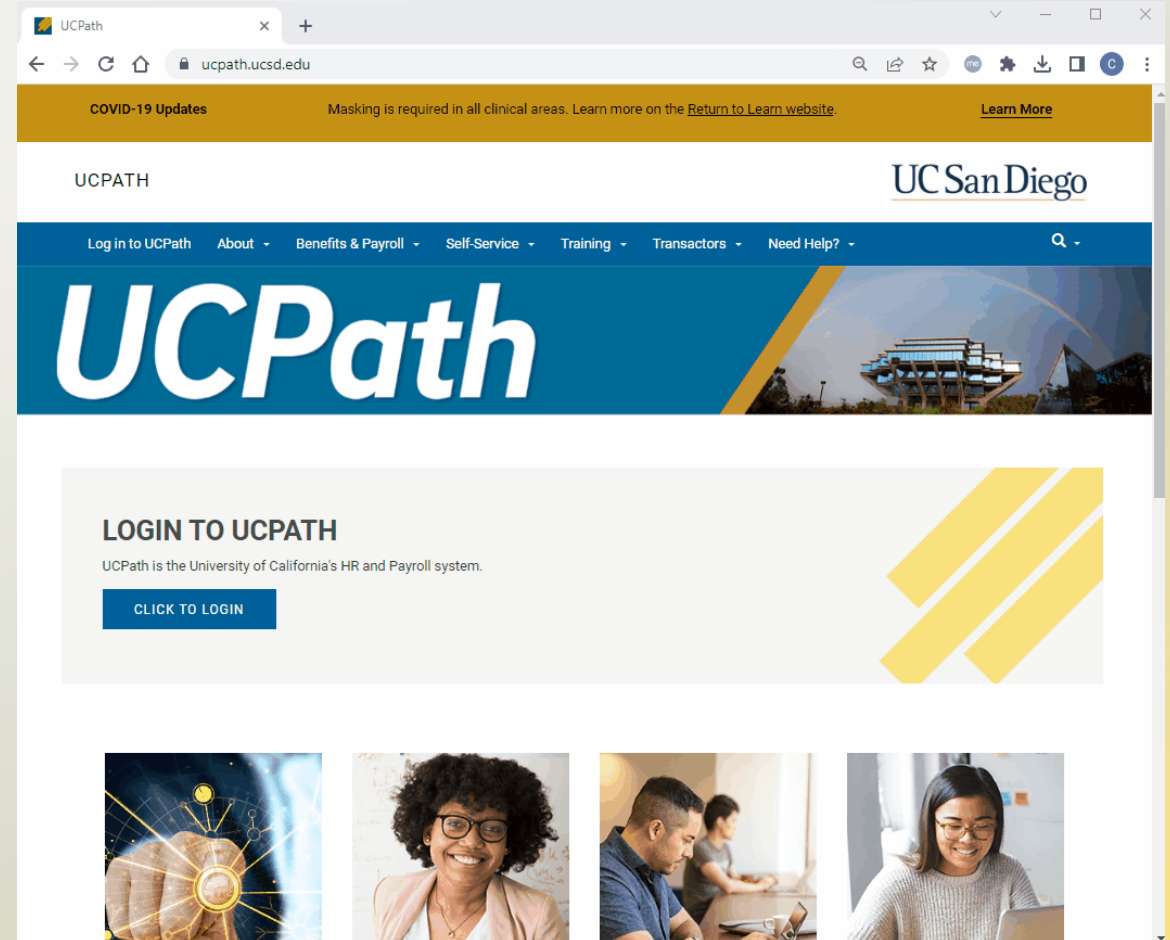 UCPath
ucpath.ucsd.edu
me
C
COVID-19 Updates Masking is required in all clinical areas. Learn more on the Return to Learn website. Learn More
UCPATH UC San Diego
Log in to UCPath About Benefits & Payroll Self-Service Training Transactors Need Help?
UCPath
LOGIN TO UCPATH
UCPath is the University of California's HR and Payroll system.
CLICK TO LOGIN